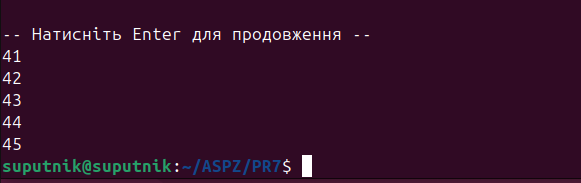 -- Натисніть Enter для продовження --
41
42
43
44
45
suputnik@suputnik:~/ASPZ/PR7$